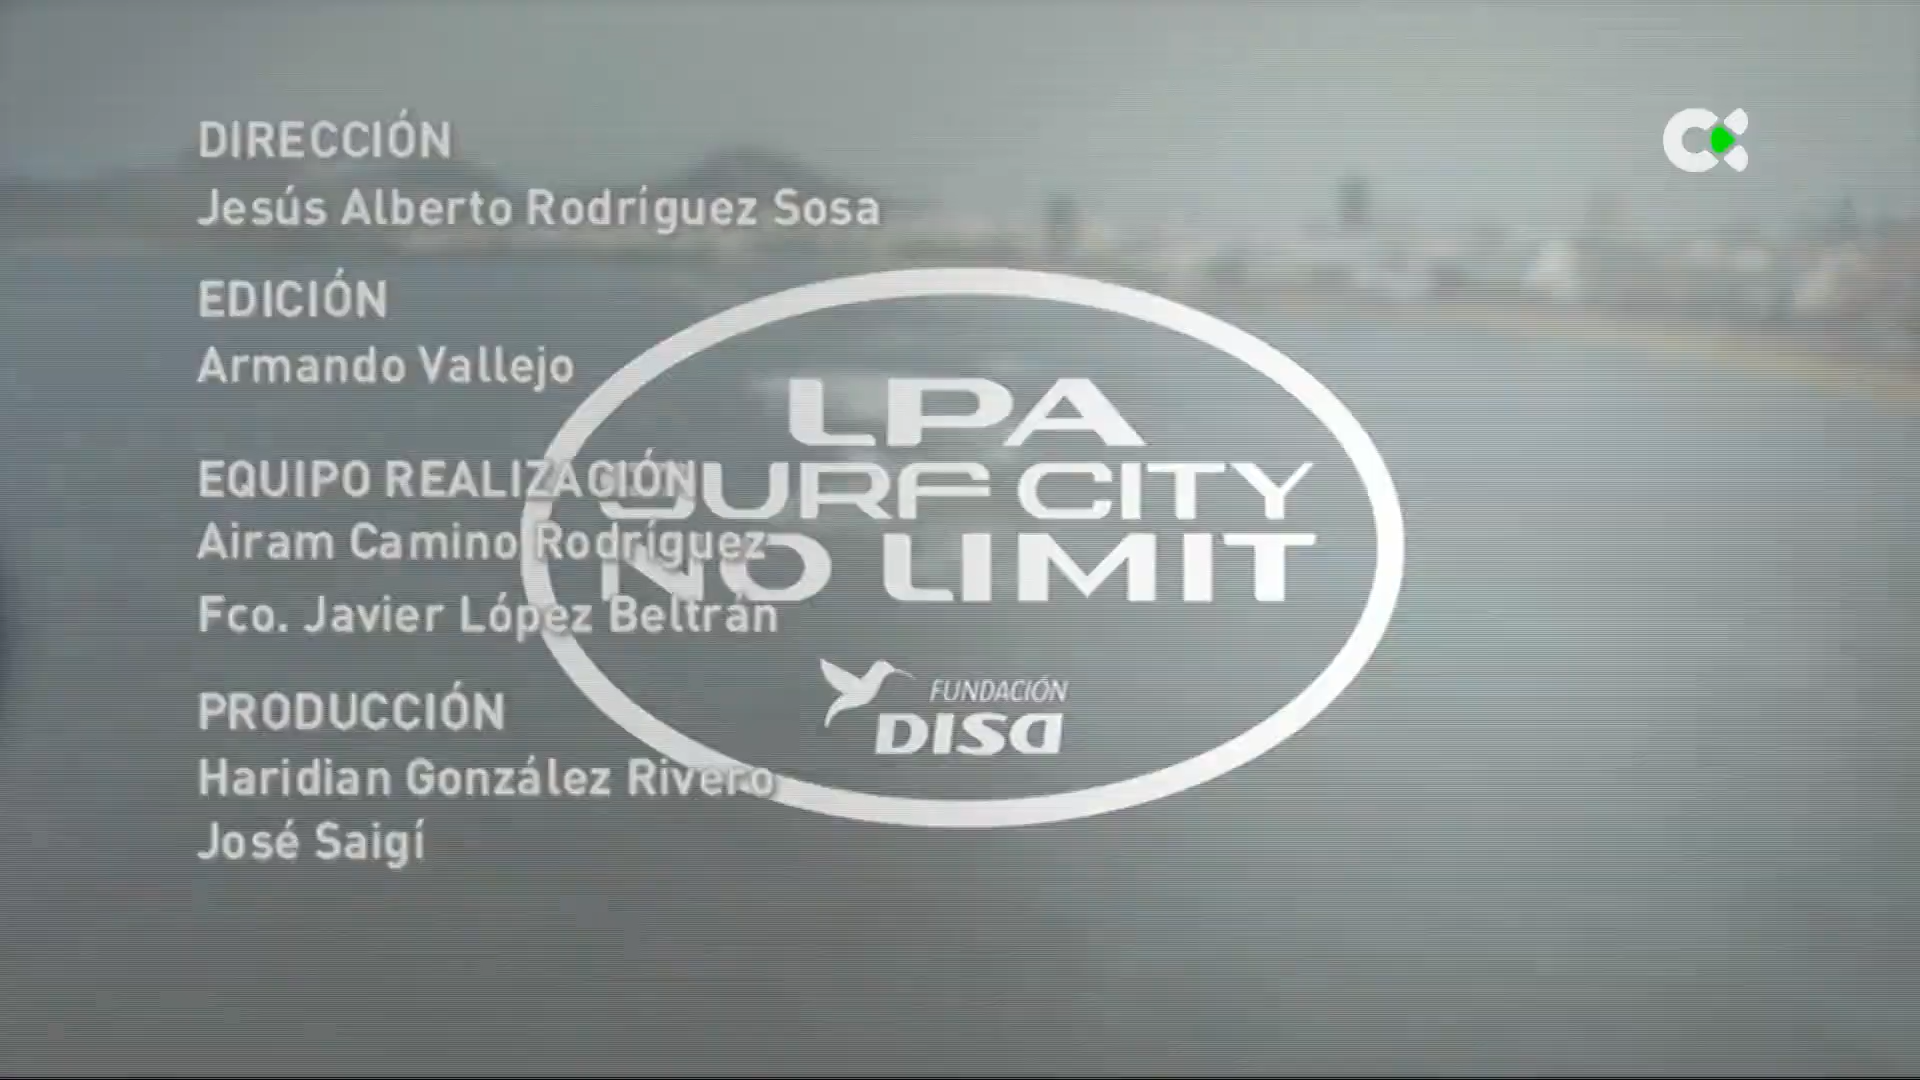 DIRECCIÓN
Jesús Alberto Rodríguez Sosa
EDICIÓN
Armando Vallejo
EQUIPO REALIZACIÓN
Airam Camino Rodríguez
Fco. Javier López Beltrán
PRODUCCIÓN
Haridian González Rivero
José Saigí
LPA
SURF CITY
NO LIMIT
FUNDACIÓN
DISA